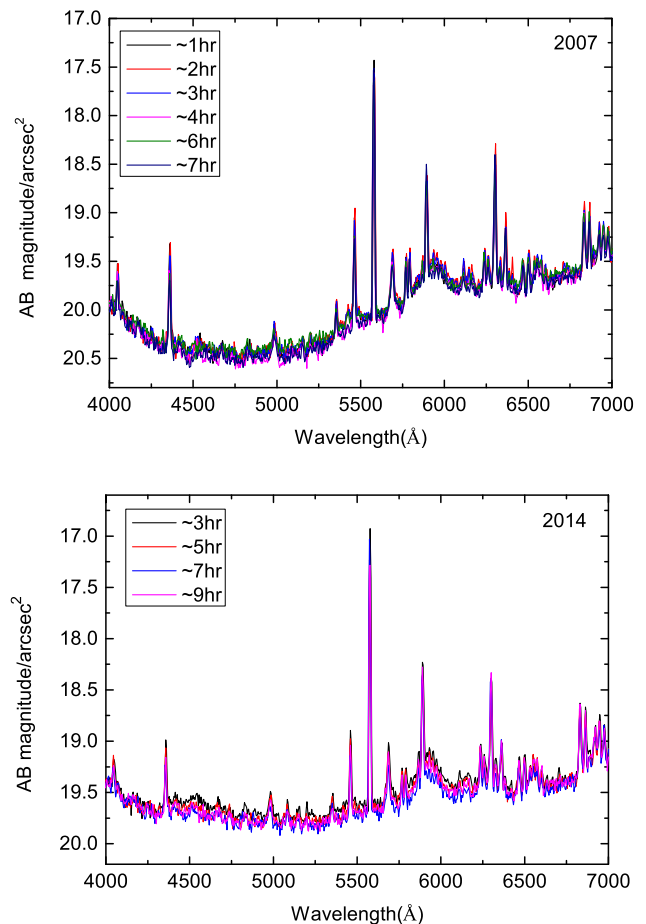 2007
~1hr
~2hr
~3hr
~4hr
~6hr
~7hr
17.0
17.5
18.0
18.5
19.0
19.5
20.0
20.5
AB magnitude/arcsec²
4000 4500 5000 5500 6000 6500 7000
Wavelength(Å)
2014
~3hr
~5hr
~7hr
~9hr
17.0
17.5
18.0
18.5
19.0
19.5
20.0
AB magnitude/arcsec²
4000 4500 5000 5500 6000 6500 7000
Wavelength(Å)